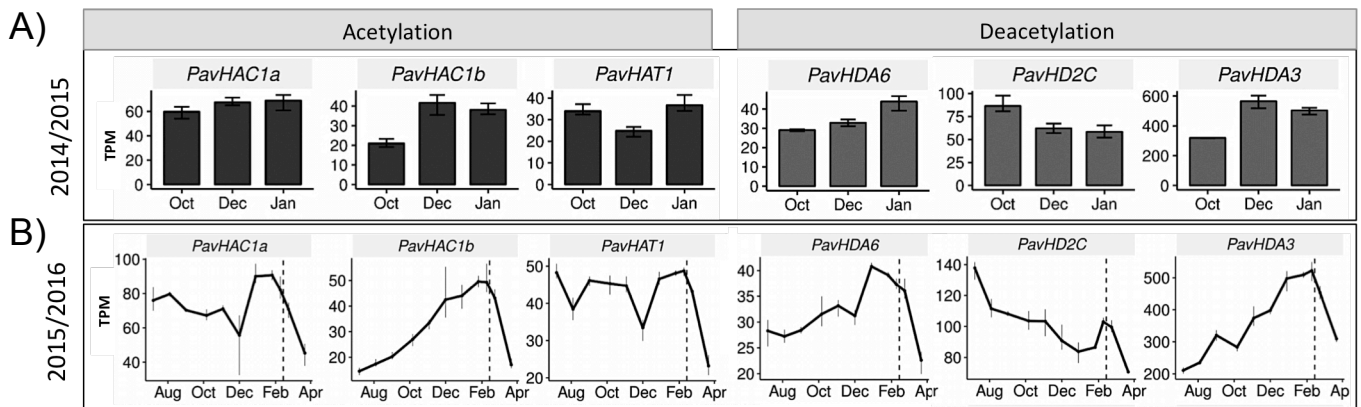 A)
Acetylation
Deacetylation
2014/2015
TPM
PavHAC1a
60
40
20
0
Oct Dec Jan
PavHAC1b
40
30
20
10
0
Oct Dec Jan
PavHAT1
40
30
20
10
0
Oct Dec Jan
PavHDA6
40
30
20
10
0
Oct Dec Jan
PavHD2C
100
75
50
25
0
Oct Dec Jan
PavHDA3
600
400
200
0
Oct Dec Jan
B)
2015/2016
TPM
PavHAC1a
100
80
60
40
Aug Oct Dec Feb Apr
PavHAC1b
50
40
30
20
Aug Oct Dec Feb Apr
PavHAT1
50
40
30
20
Aug Oct Dec Feb Apr
PavHDA6
40
35
30
25
20
Aug Oct Dec Feb Apr
PavHD2C
140
120
100
80
Aug Oct Dec Feb Apr
PavHDA3
500
400
300
200
Aug Oct Dec Feb Ap